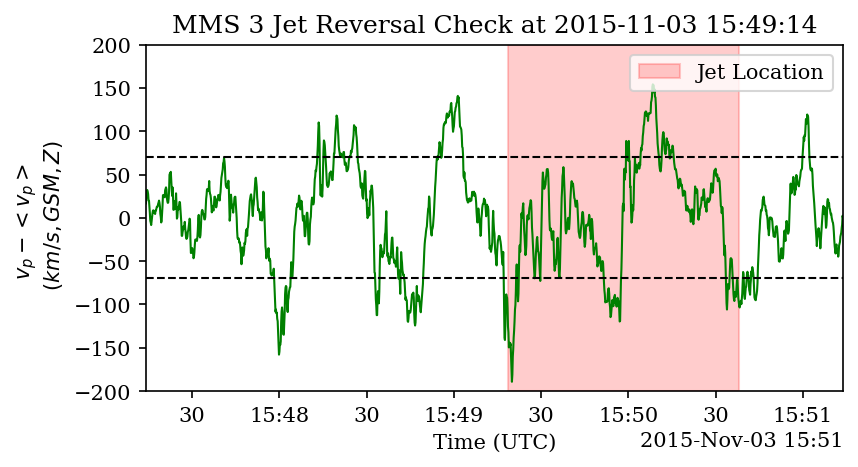 MMS 3 Jet Reversal Check at 2015-11-03 15:49:14
Jet Location
200
150
100
50
0
−50
−100
−150
−200
v_p − < v_p >
(km/s, GSM, Z)
30
15:48
30
15:49
30
15:50
30
15:51
Time (UTC)
2015-Nov-03 15:51